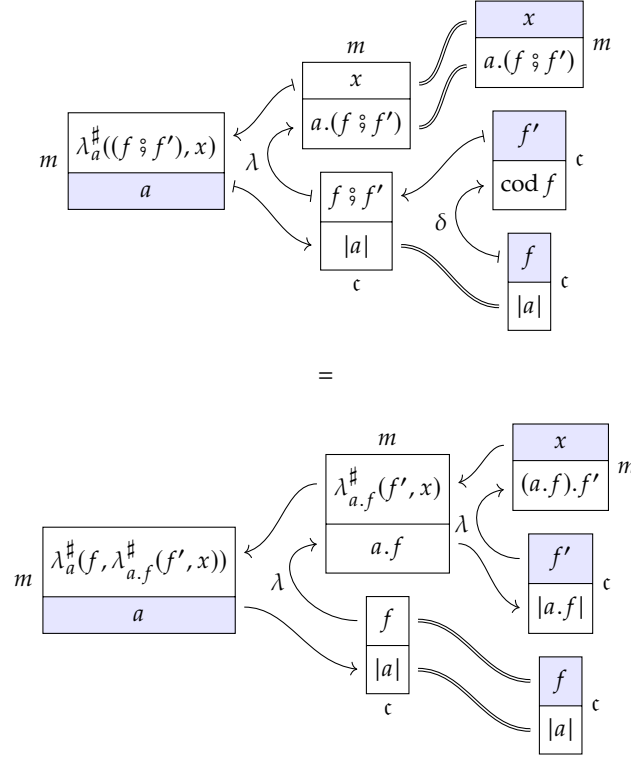 x
m
a.(f ⨟ f′)
m
x
a.(f ⨟ f′)
λ
m
λ♯a((f ⨟ f′), x)
a
f′
cod f
c
f ⨟ f′
|a|
c
δ
f
|a|
c
=
x
(a.f).f′
m
m
λ♯a.f(f′, x)
a.f
λ
m
λ♯a(f, λ♯a.f(f′, x))
a
λ
f′
|a.f|
c
f
|a|
c
f
|a|
c